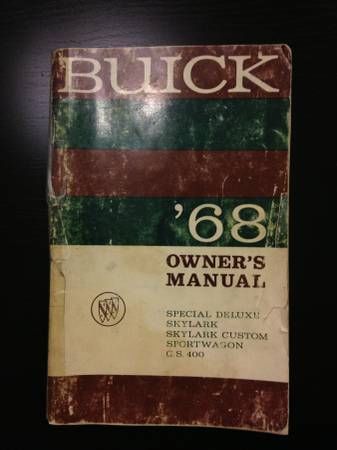 BUICK
'68
OWNER'S
MANUAL
SPECIAL DELUXE
SKYLARK
SKYLARK CUSTOM
SPORTWAGON
G.S. 400